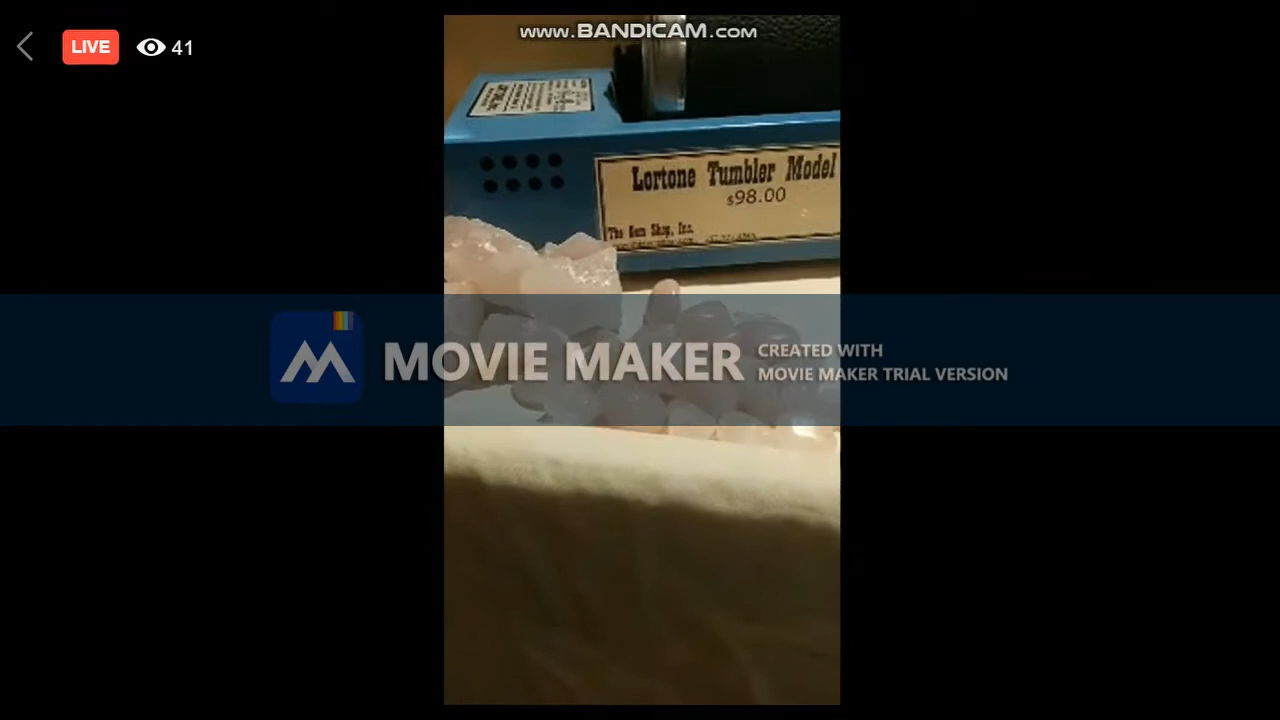 www.BANDICAM.com
LIVE
41
Lortone Tumbler Model
$98.00
The Gem Shop, Inc.
MOVIE MAKER
CREATED WITH
MOVIE MAKER TRIAL VERSION